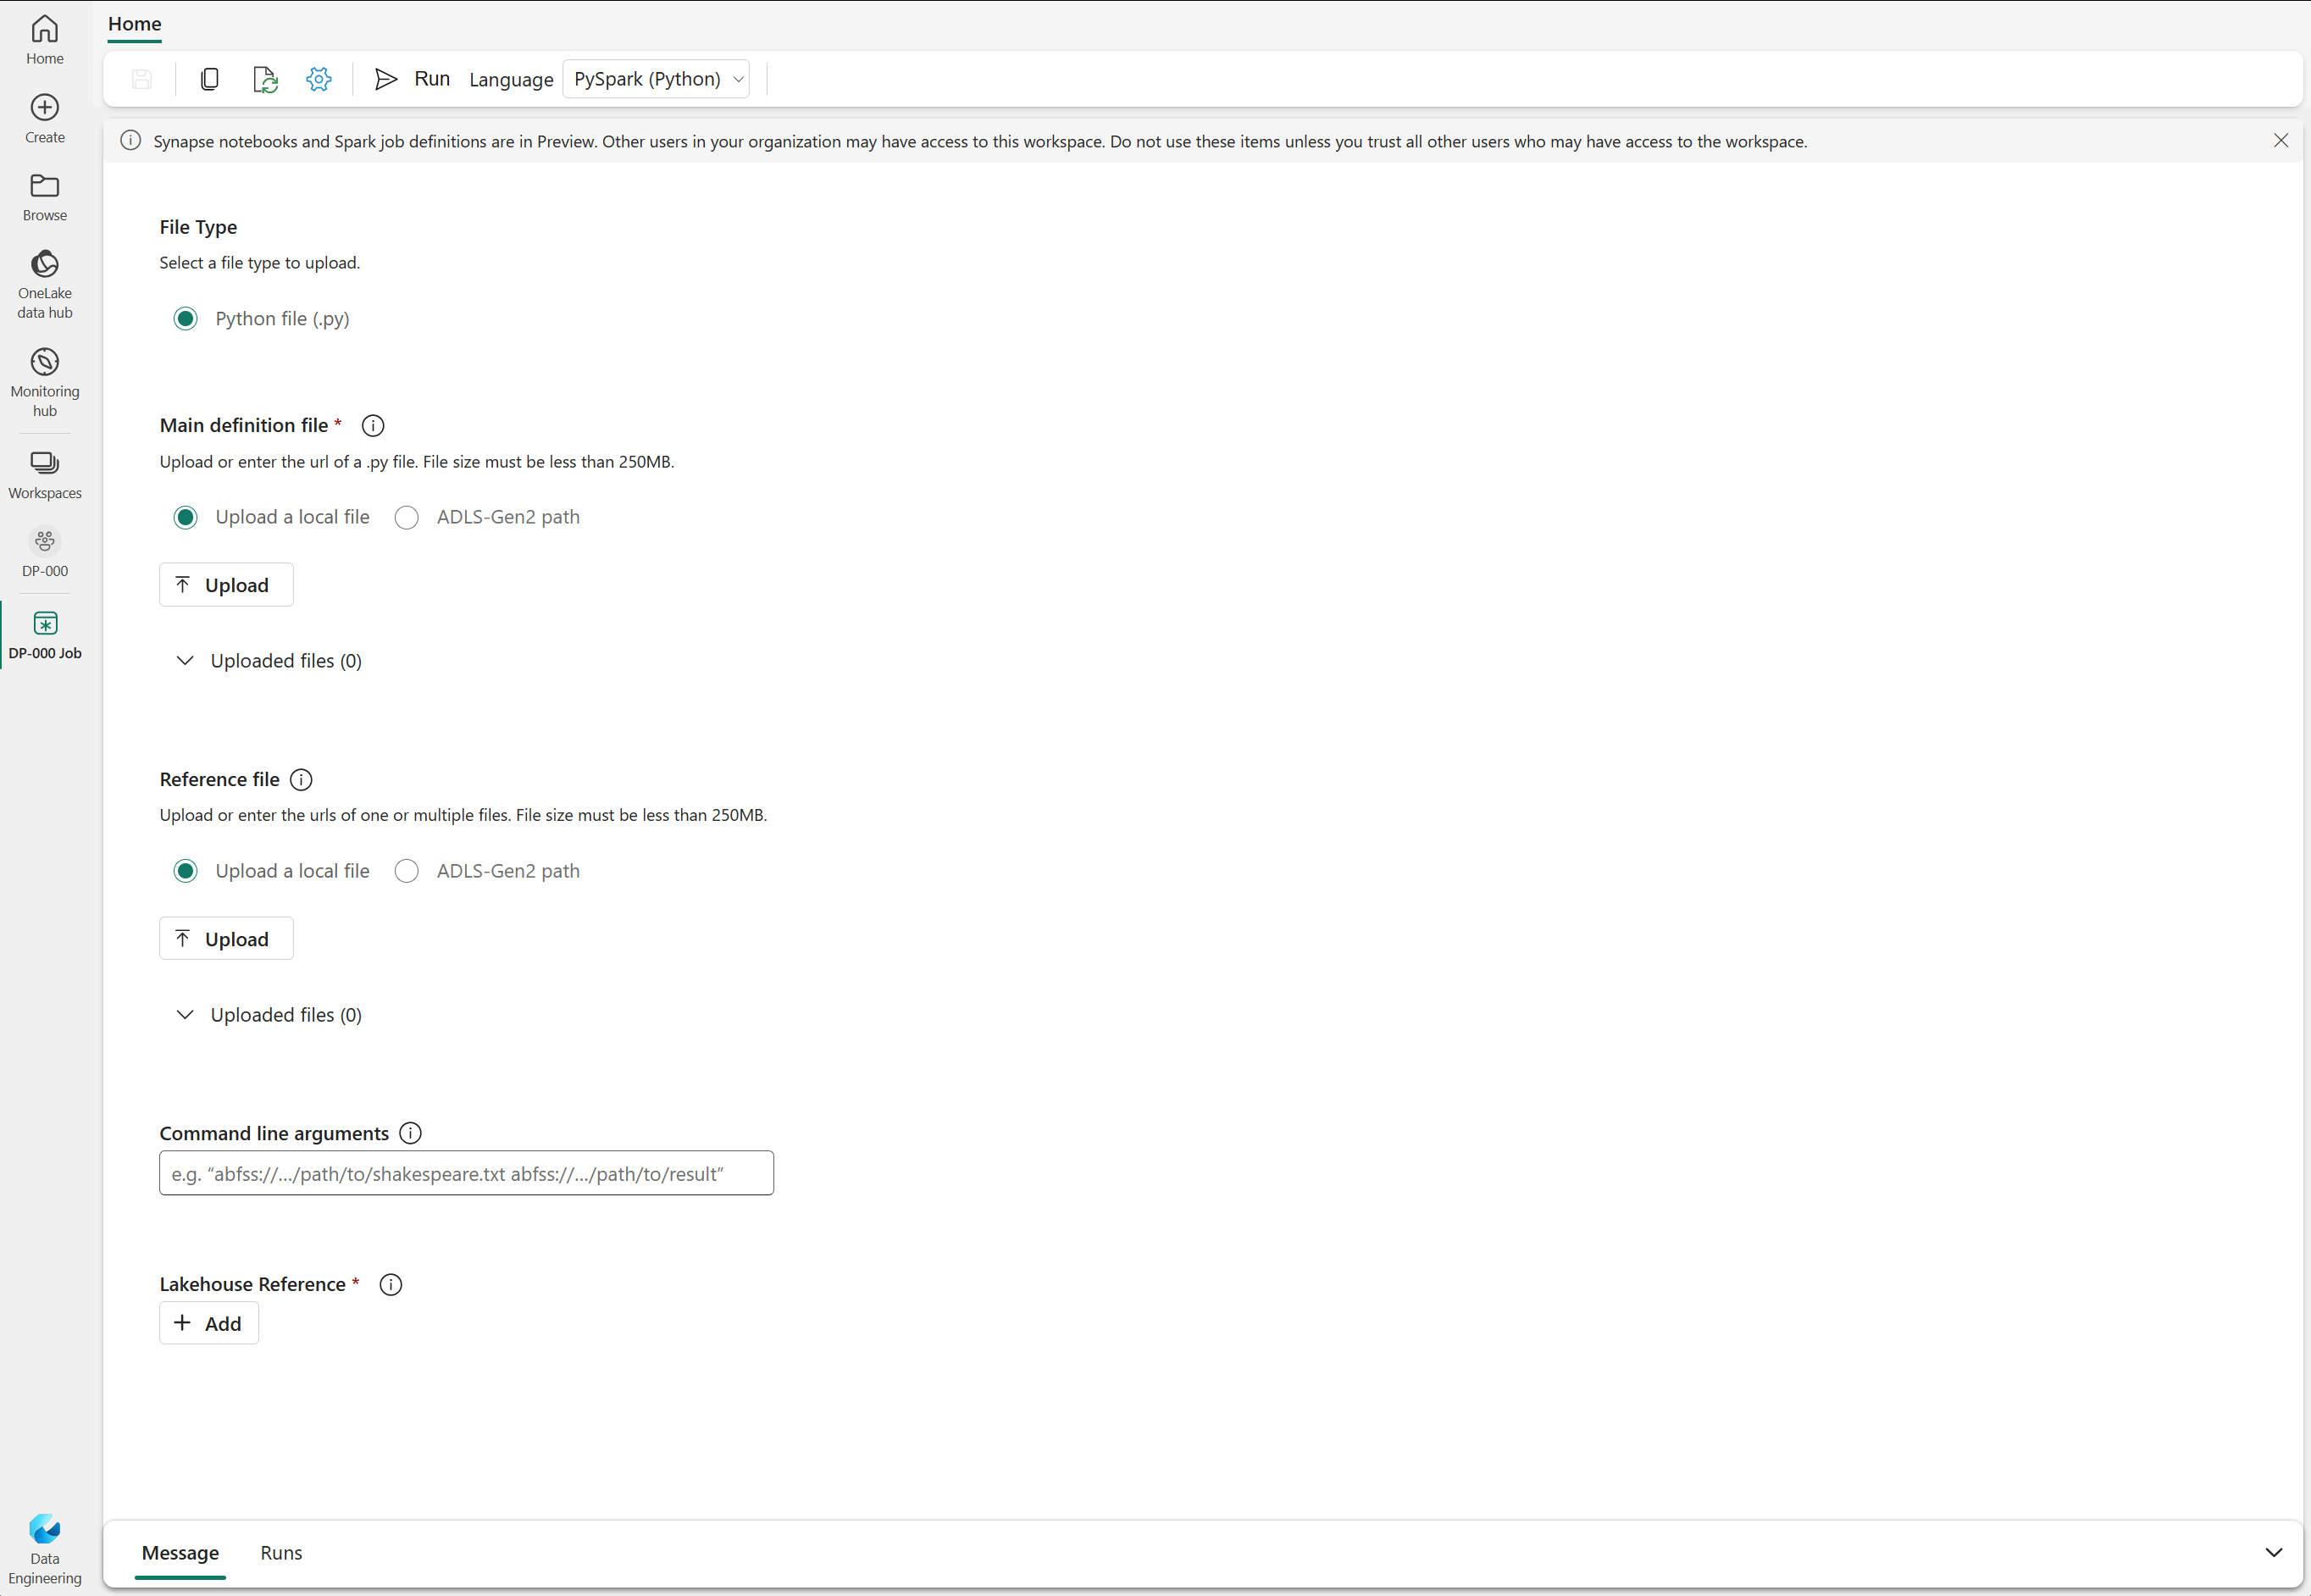 Home
Create
Browse
OneLake
data hub
Monitoring
hub
Workspaces
DP-000
DP-000 Job
Data
Engineering
Home
Run Language PySpark (Python)
Synapse notebooks and Spark job definitions are in Preview. Other users in your organization may have access to this workspace. Do not use these items unless you trust all other users who may have access to the workspace.
File Type
Select a file type to upload.
Python file (.py)
Main definition file *
Upload or enter the url of a .py file. File size must be less than 250MB.
Upload a local file ADLS-Gen2 path
Upload
Uploaded files (0)
Reference file
Upload or enter the urls of one or multiple files. File size must be less than 250MB.
Upload a local file ADLS-Gen2 path
Upload
Uploaded files (0)
Command line arguments
e.g. “abfss://.../path/to/shakespeare.txt abfss://.../path/to/result”
Lakehouse Reference *
Add
Message Runs